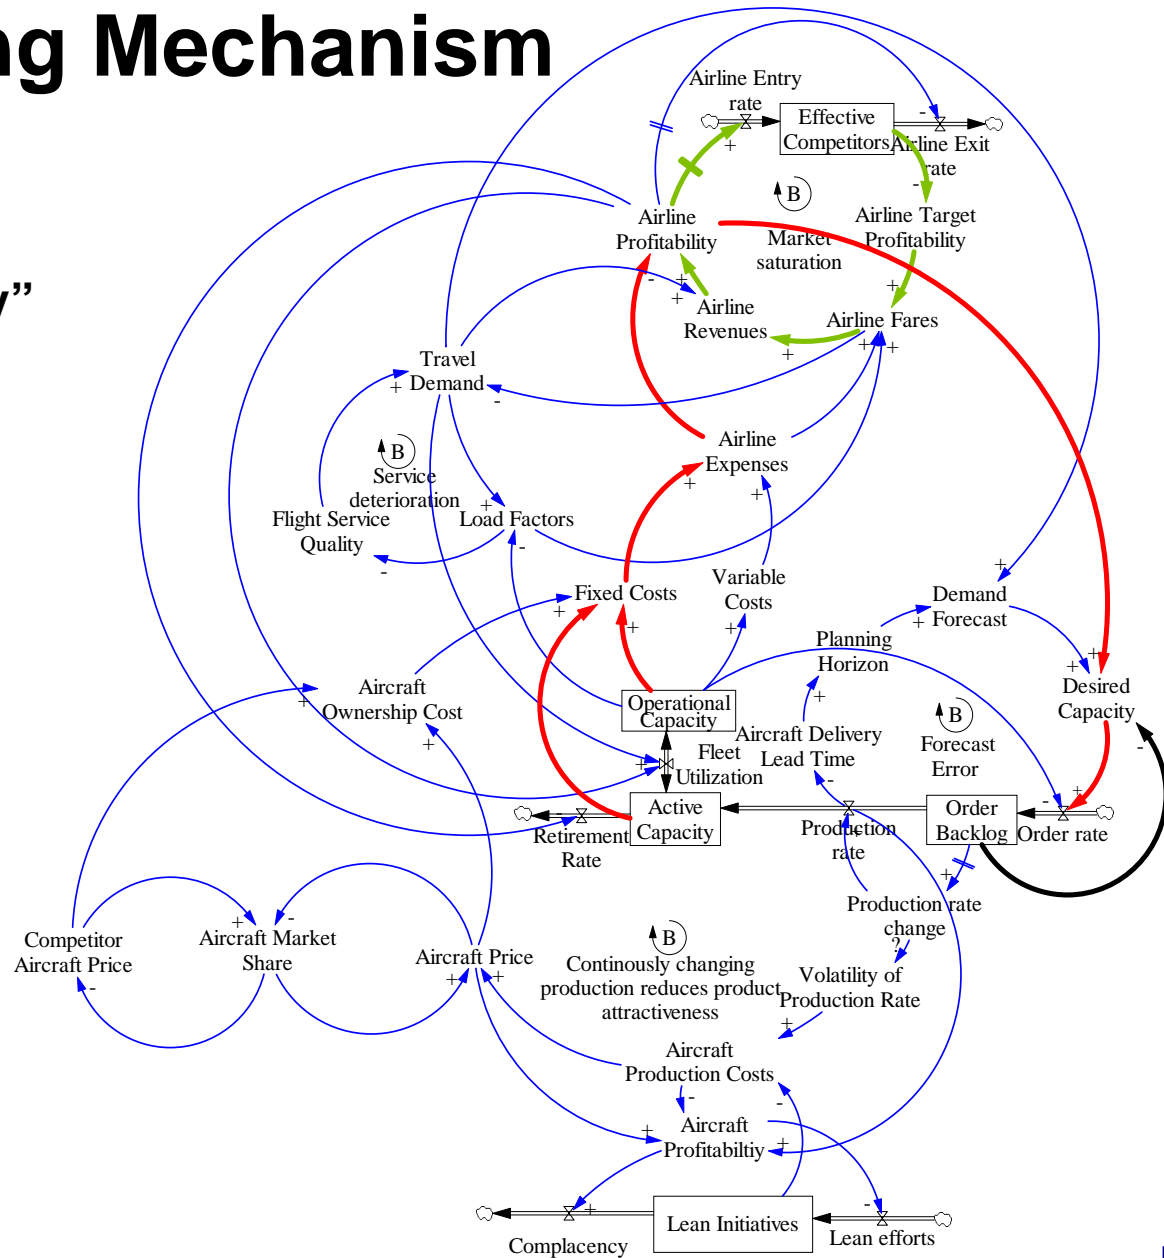 ng Mechanism
y”
Airline Entry
rate
+
Effective
Competitors
-
Airline Exit
rate
-
B
Market
saturation
Airline
Profitability
-
+
Airline Target
Profitability
+
+
Airline
Revenues
+
Airline Fares
+
+
Travel
Demand
+
-
B
Service
deterioration
Airline
Expenses
+
+
Flight Service
Quality
-
Load Factors
+
-
Fixed Costs
+
+
Variable
Costs
+
Demand
Forecast
+
+
Planning
Horizon
+
Aircraft
Ownership Cost
+
+
Operational
Capacity
Fleet
Utilization
+
Aircraft Delivery
Lead Time
-
B
Forecast
Error
Desired
Capacity
+
+
-
Active
Capacity
Retirement
Rate
-
Production
rate
+
Order
Backlog
Order rate
-
+
Production rate
change
+
?
Volatility of
Production Rate
+
Competitor
Aircraft Price
-
Aircraft Market
Share
+
-
Aircraft Price
+
+
B
Continously changing
production reduces product
attractiveness
Aircraft
Production Costs
-
-
Aircraft
Profitabiltiy
+
+
Lean Initiatives
Complacency
+
Lean efforts
-